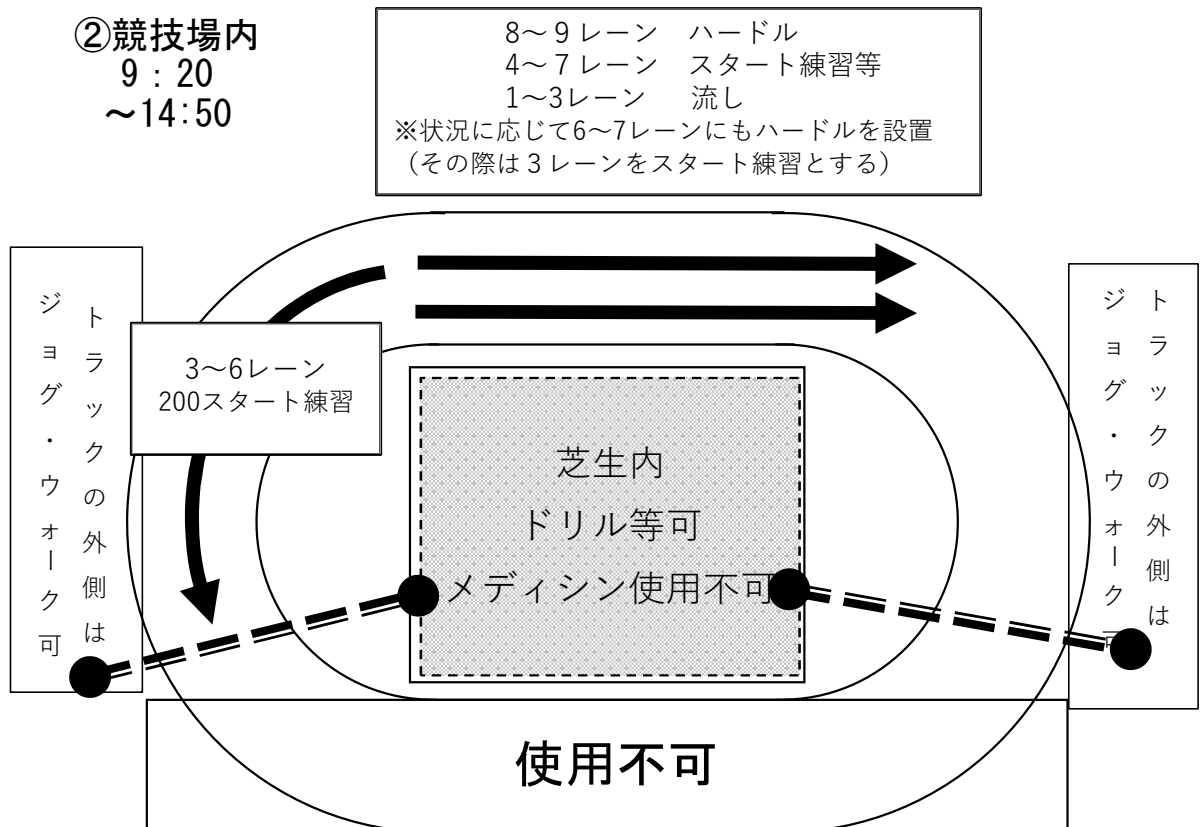 ②競技場内
9：20
～14:50
8～９レーン　ハードル
4～７レーン　スタート練習等
1～3レーン　流し
※状況に応じて6～7レーンにもハードルを設置
（その際は３レーンをスタート練習とする）
トラックの外側は
ジョグ・ウォーク可
3～6レーン
200スタート練習
芝生内
ドリル等可
メディシン使用不可
トラックの外側は
ジョグ・ウォーク可
使用不可